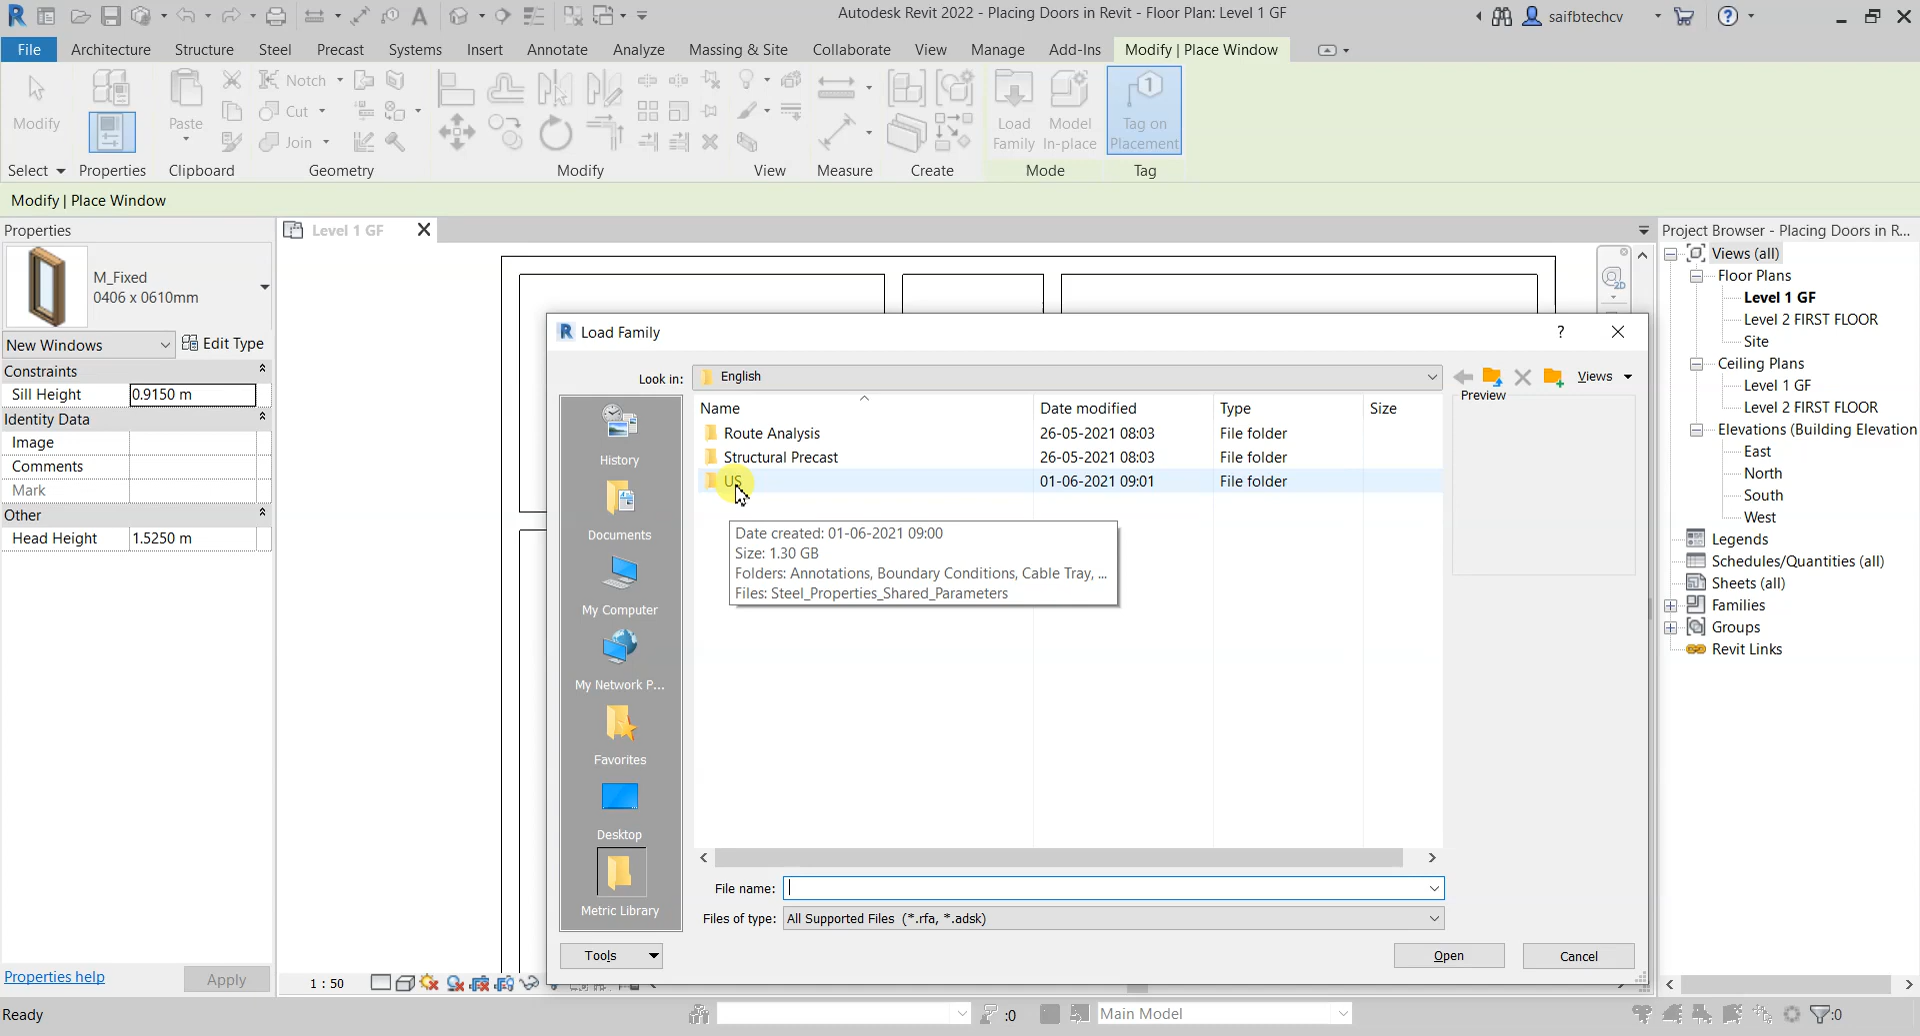 Autodesk Revit 2022 - Placing Doors in Revit - Floor Plan: Level 1 GF
saifbtechcv
File Architecture Structure Steel Precast Systems Insert Annotate Analyze Massing & Site Collaborate View Manage Add-Ins Modify | Place Window
Modify
Paste
Notch
Cut
Join
Load Family
Model In-place
Tag on Placement
Select Properties Clipboard Geometry Modify View Measure Create Mode Tag
Modify | Place Window
Properties
M_Fixed
0406 x 0610mm
New Windows Edit Type
Constraints
Sill Height 0.9150 m
Identity Data
Image
Comments
Mark
Other
Head Height 1.5250 m
Properties help Apply
Level 1 GF
Load Family
Look in: English Views
Name Date modified Type Size
Route Analysis 26-05-2021 08:03 File folder
Structural Precast 26-05-2021 08:03 File folder
US 01-06-2021 09:01 File folder
Date created: 01-06-2021 09:00
Size: 1.30 GB
Folders: Annotations, Boundary Conditions, Cable Tray, ...
Files: Steel_Properties_Shared_Parameters
Preview
History
Documents
My Computer
My Network P...
Favorites
Desktop
Metric Library
File name:
Files of type: All Supported Files (*.rfa, *.adsk)
Tools Open Cancel
Project Browser - Placing Doors in R...
Views (all)
Floor Plans
Level 1 GF
Level 2 FIRST FLOOR
Site
Ceiling Plans
Level 1 GF
Level 2 FIRST FLOOR
Elevations (Building Elevation
East
North
South
West
Legends
Schedules/Quantities (all)
Sheets (all)
Families
Groups
Revit Links
1 : 50
Ready
:0
Main Model
:0